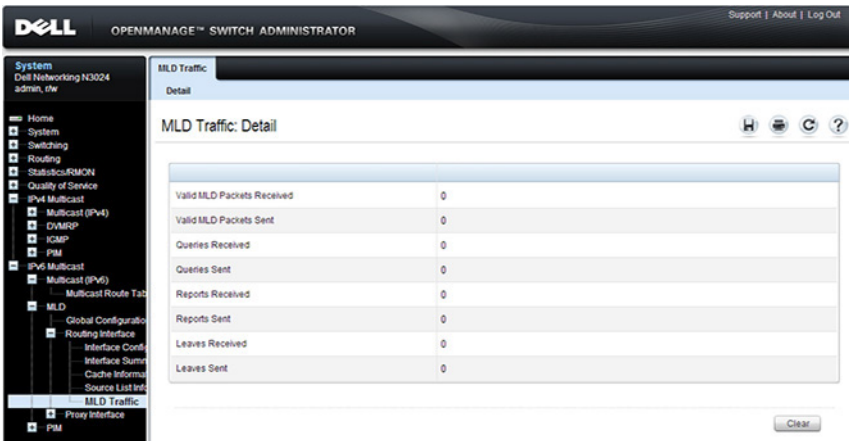 Support | About | Log Out
DELL OPENMANAGE™ SWITCH ADMINISTRATOR
System
Dell Networking N3024
admin, r/w
Home
System
Switching
Routing
Statistics/RMON
Quality of Service
IPv4 Multicast
Multicast (IPv4)
DVMRP
IGMP
PIM
IPv6 Multicast
Multicast (IPv6)
Multicast Route Tab
MLD
Global Configuratio
Routing Interface
Interface Config
Interface Summ
Cache Informa
Source List Info
MLD Traffic
Proxy Interface
PIM
MLD Traffic
Detail
MLD Traffic: Detail
H C ?
Valid MLD Packets Received 0
Valid MLD Packets Sent 0
Queries Received 0
Queries Sent 0
Reports Received 0
Reports Sent 0
Leaves Received 0
Leaves Sent 0
Clear